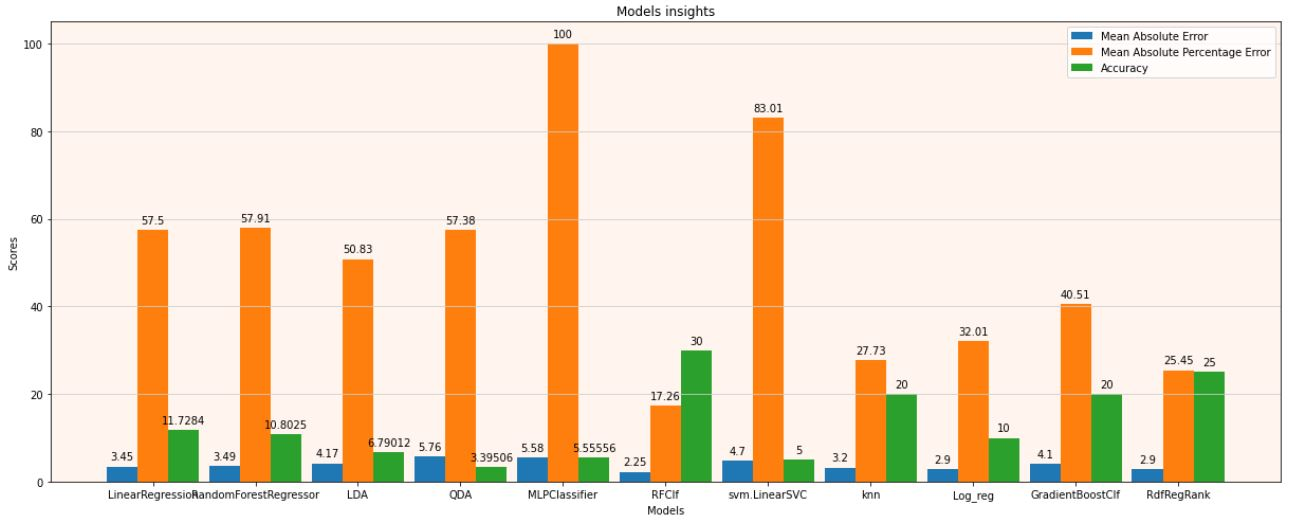 Models insights
Mean Absolute Error
Mean Absolute Percentage Error
Accuracy
Scores
100
80
60
40
20
0
3.45
57.5
11.7284
3.49
57.91
10.8025
4.17
50.83
6.79012
5.76
57.38
3.39506
5.58
100
5.55556
2.25
17.26
30
4.7
83.01
5
3.2
27.73
20
2.9
32.01
10
4.1
40.51
20
2.9
25.45
25
LinearRegression
RandomForestRegressor
LDA
QDA
MLPClassifier
RFClf
svm.LinearSVC
knn
Log_reg
GradientBoostClf
RdfRegRank
Models